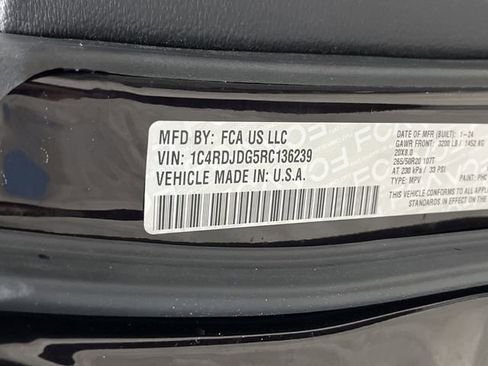 MFD BY: FCA US LLC
VIN: 1C4RDJDG5RC136239
VEHICLE MADE IN: U.S.A.
DATE OF MFR (BUILT): 1-24
GAWR FRONT: 3200 LB / 1452 KG
20X8.0
265/50R20 107T
AT 230 kPa / 33 PSI
TYPE: MPV PAINT: PHC
THIS VEHICLE CONFORMS TO ALL
STANDARDS IN EFFECT ON THE